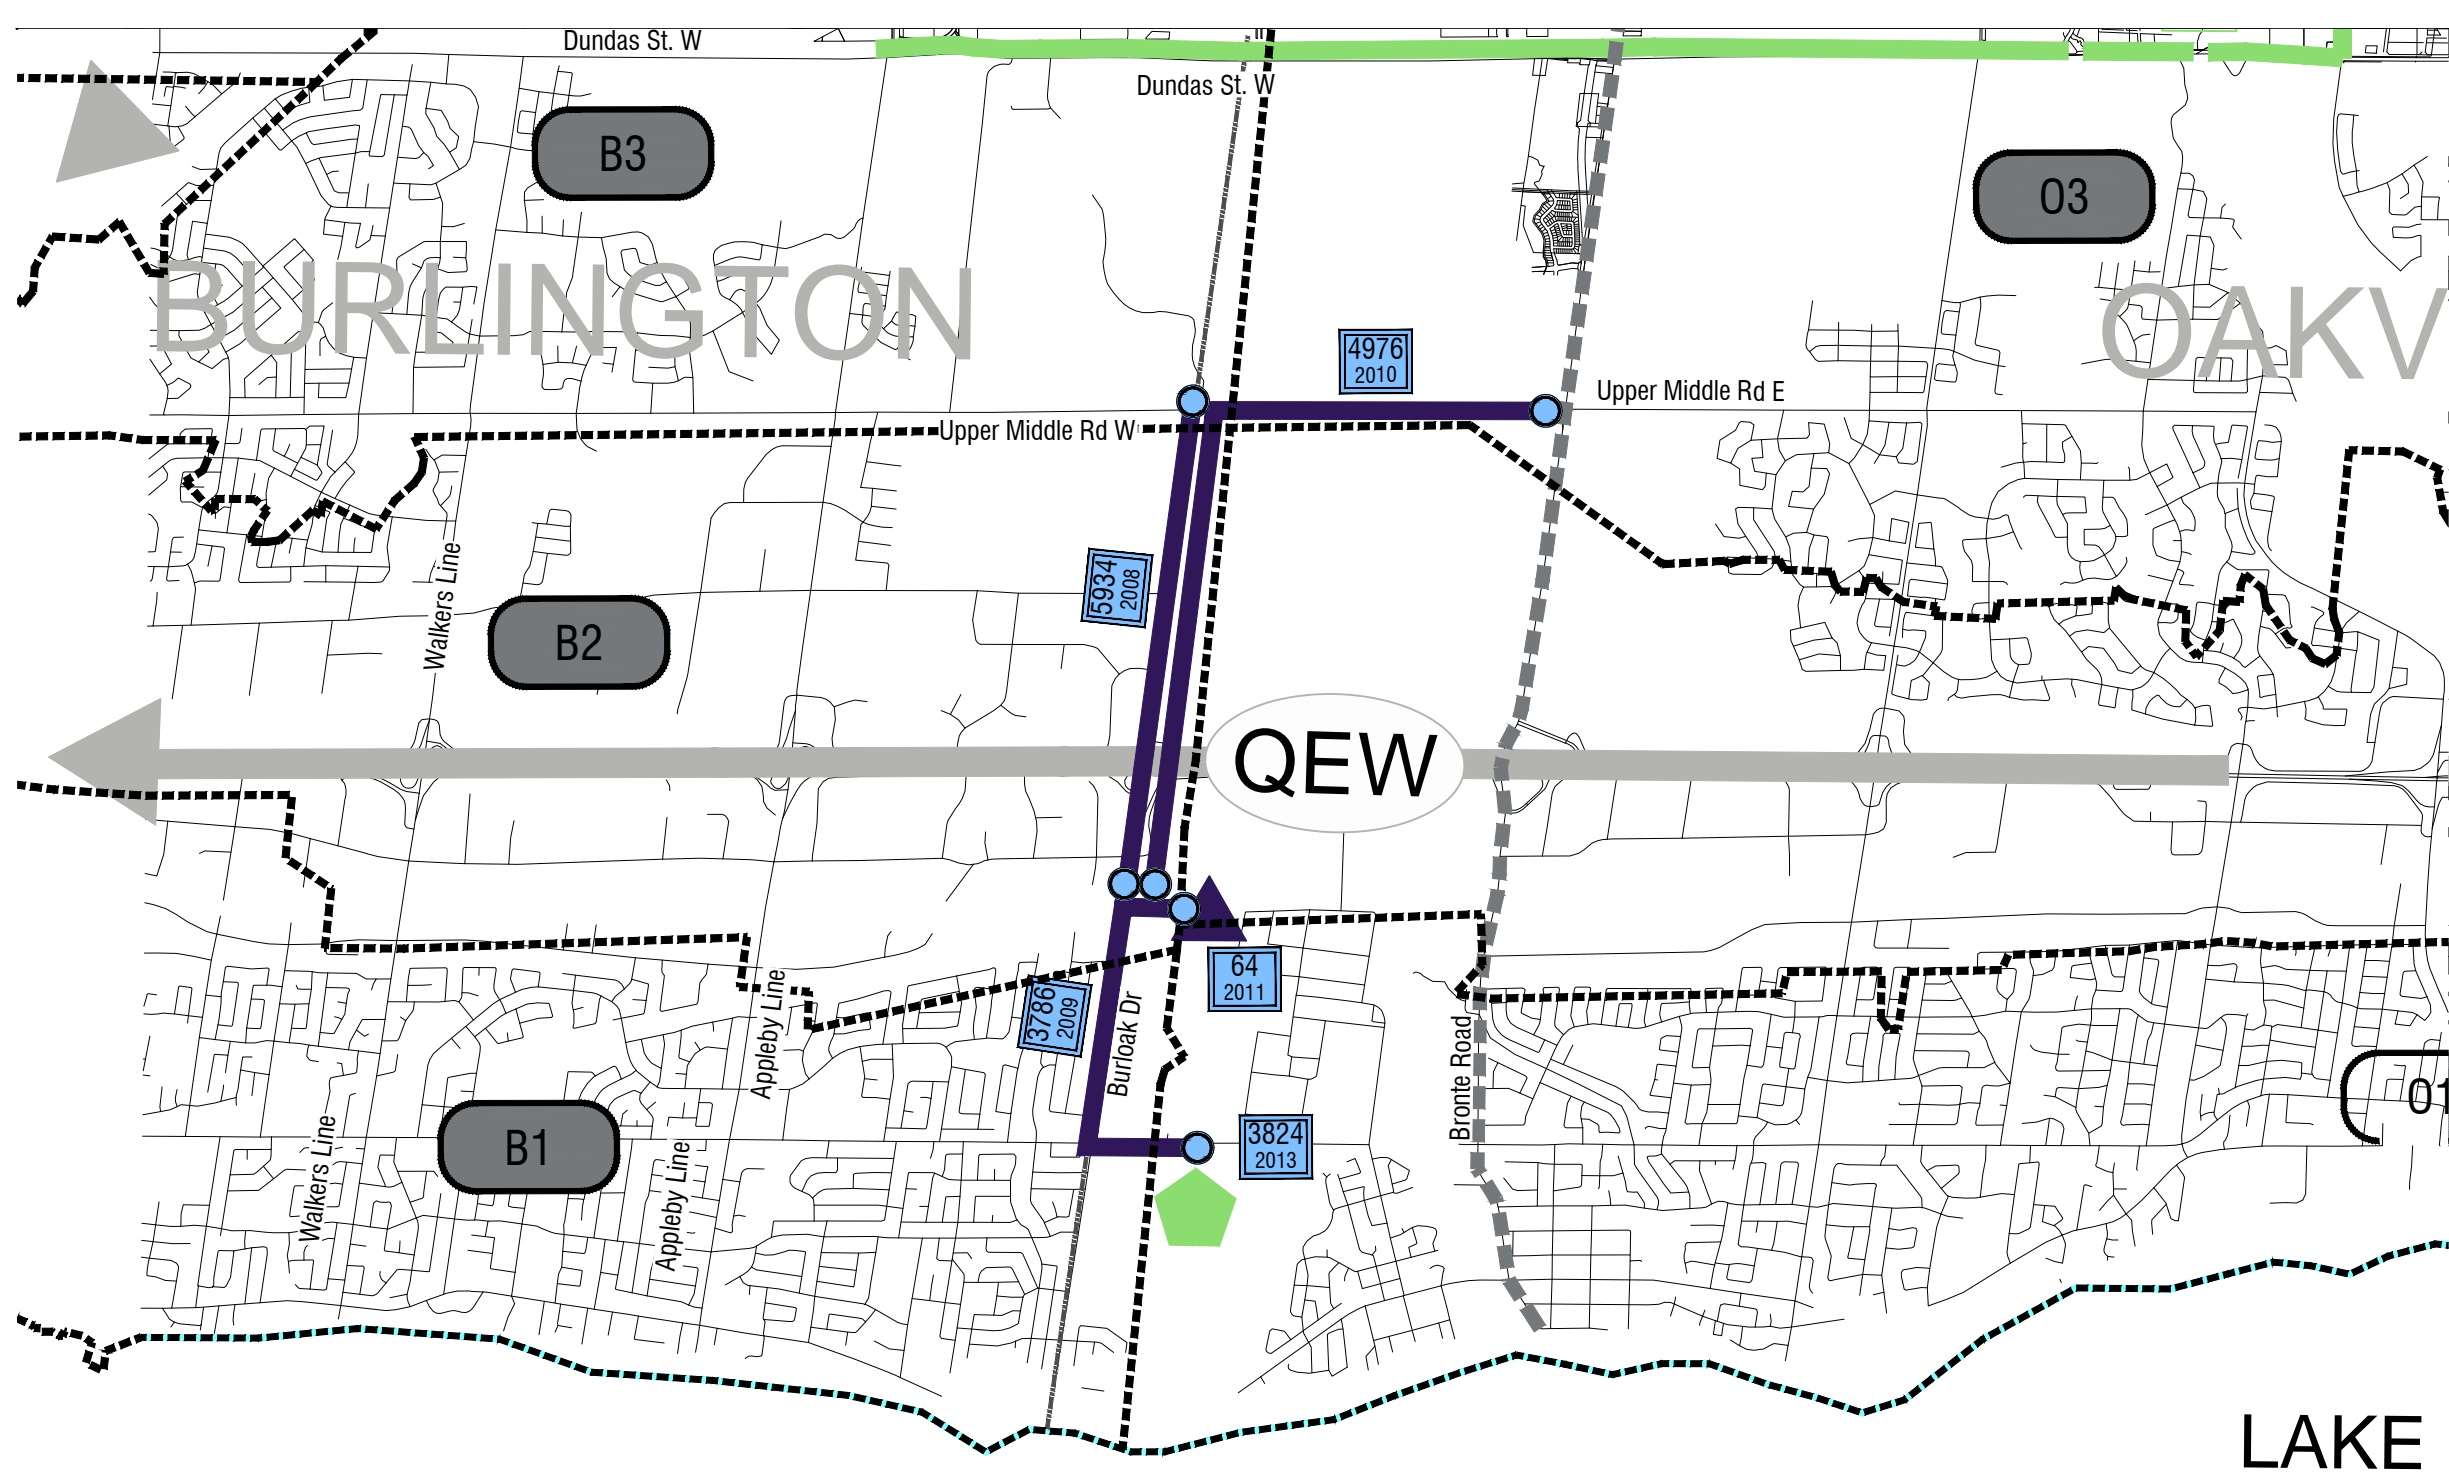 Dundas St. W
Dundas St. W
B3
O3
BURLINGTON
OAKV
4976
2010
Upper Middle Rd E
Upper Middle Rd W
5934
2008
Walkers Line
B2
QEW
64
2011
3786
2009
Burloak Dr
Appleby Line
Bronte Road
O1
B1
3824
2013
Walkers Line
Appleby Line
LAKE